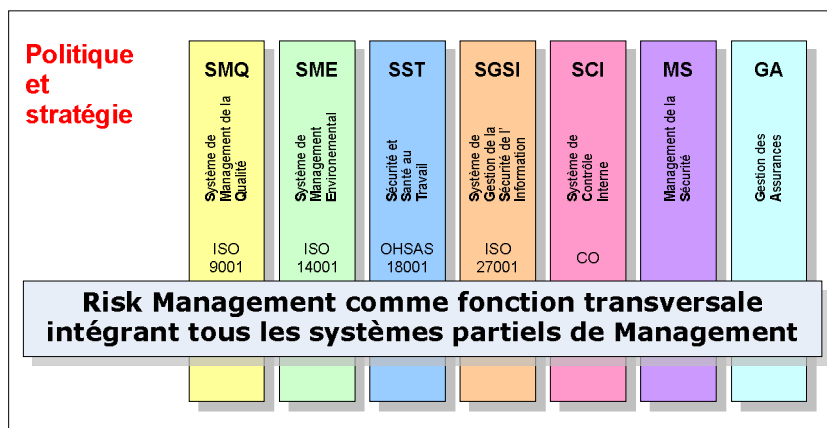 Politique
et
stratégie
SMQ
Système de
Management de la
Qualité
ISO
9001
SME
Système de
Management
Environemental
ISO
14001
SST
Sécurité et
Santé au
Travail
OHSAS
18001
SGSI
Système de
Gestion de la
Sécurité de l'
Information
ISO
27001
SCI
Système de
Contrôle
Interne
CO
MS
Management de la
Sécurité
GA
Gestion des
Assurances
Risk Management comme fonction transversale
intégrant tous les systèmes partiels de Management